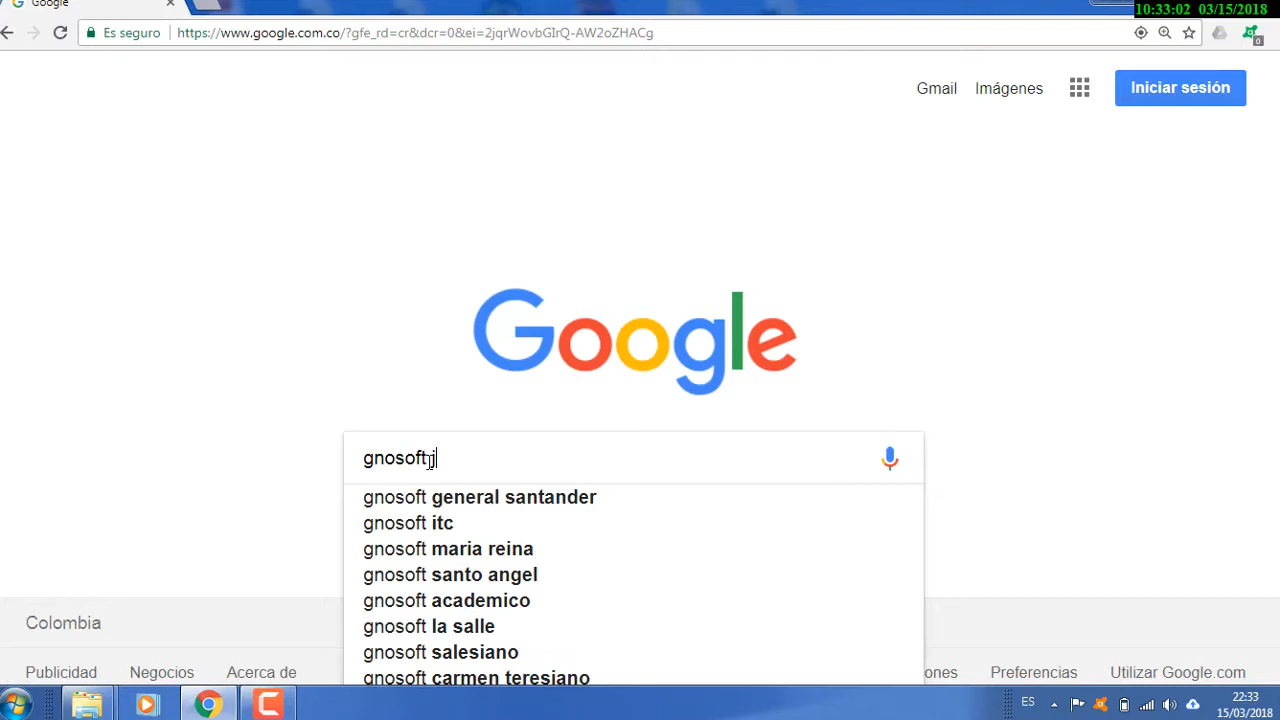 10:33:02 03/15/2018
Google
Es seguro https://www.google.com.co/?gfe_rd=cr&dcr=0&ei=2jqrWovbGIrQ-AW2oZHACg
0
Gmail Imágenes Iniciar sesión
Google
gnosoft j
gnosoft general santander
gnosoft itc
gnosoft maria reina
gnosoft santo angel
gnosoft academico
gnosoft la salle
gnosoft salesiano
gnosoft carmen teresiano
Colombia
Publicidad Negocios Acerca de ones Preferencias Utilizar Google.com
ES 22:33
15/03/2018